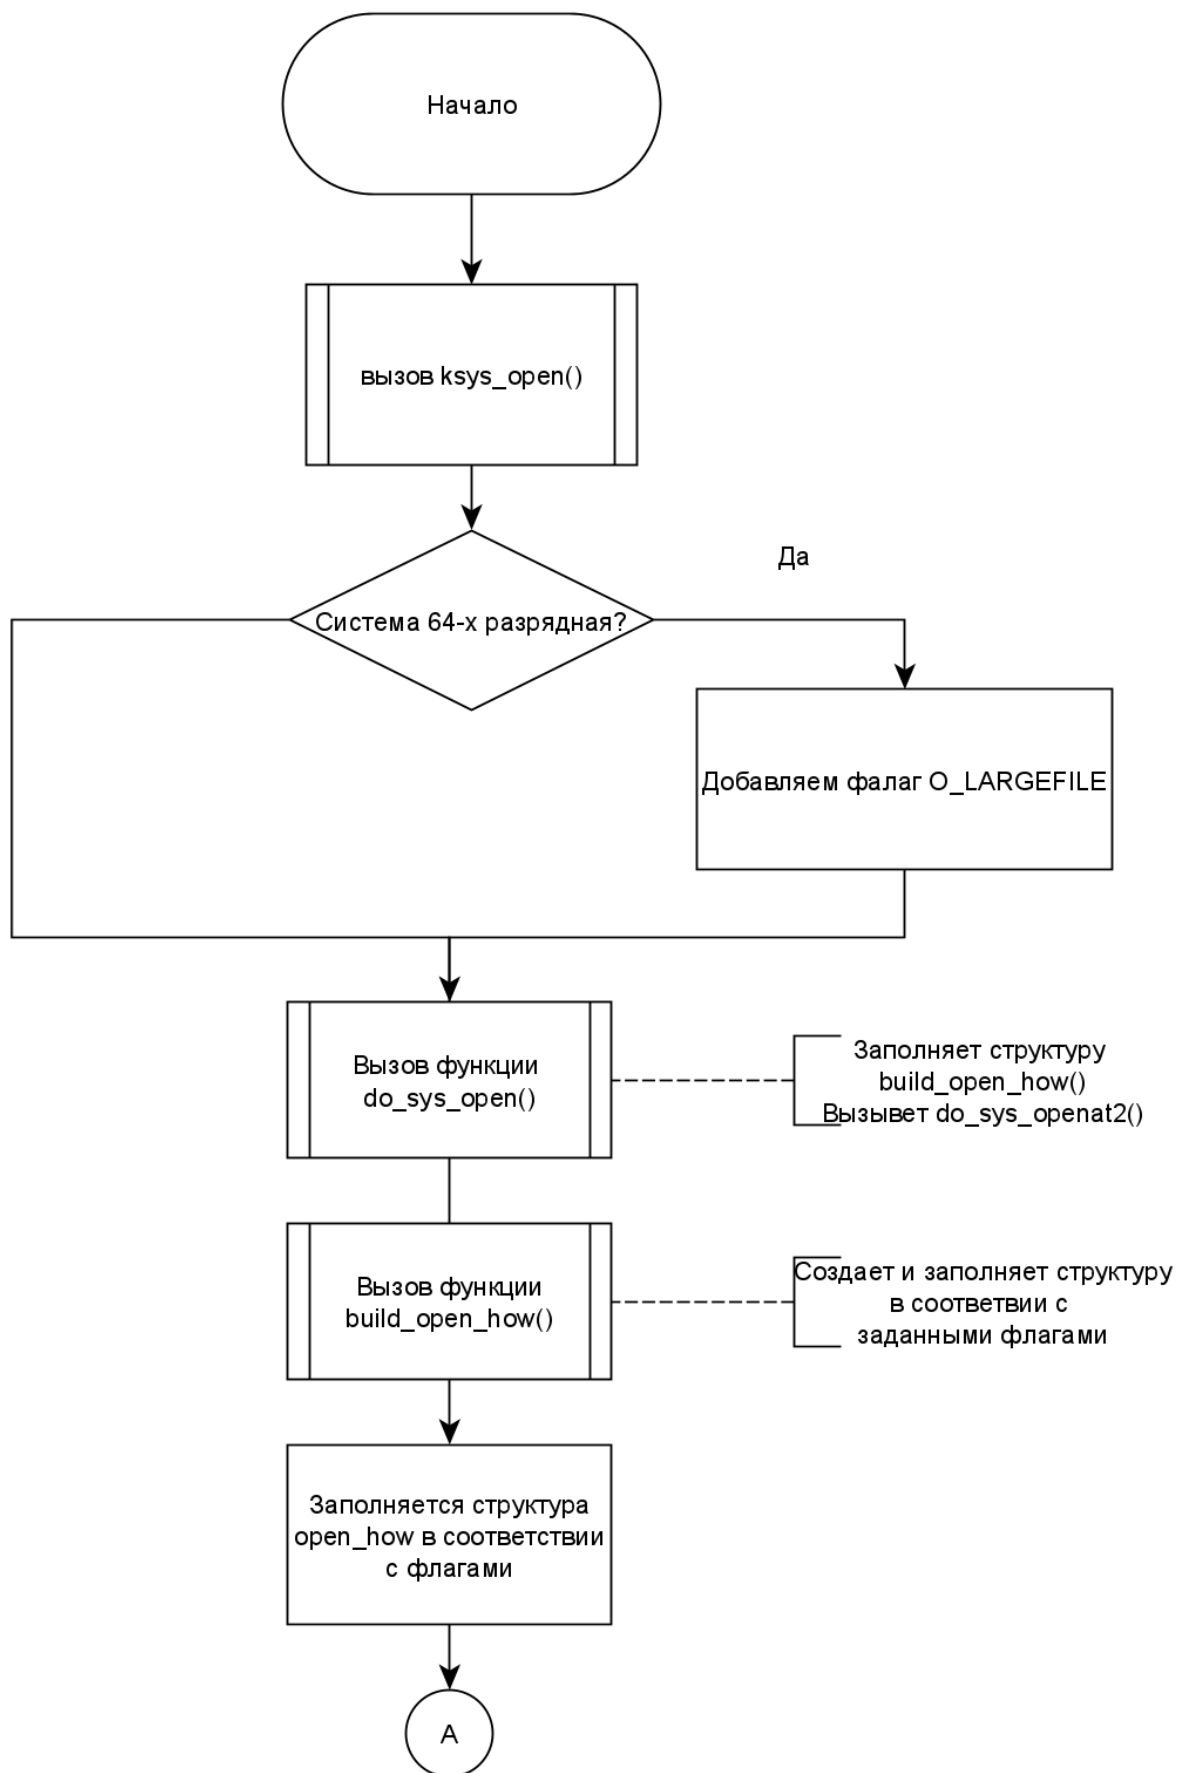 Начало
вызов ksys_open()
Да
Система 64-х разрядная?
Добавляем фалаг O_LARGEFILE
Вызов функции
do_sys_open()
Заполняет структуру
build_open_how()
Вызывет do_sys_openat2()
Вызов функции
build_open_how()
Создает и заполняет структуру
в соответвии с
заданными флагами
Заполняется структура
open_how в соответствии
с флагами
A